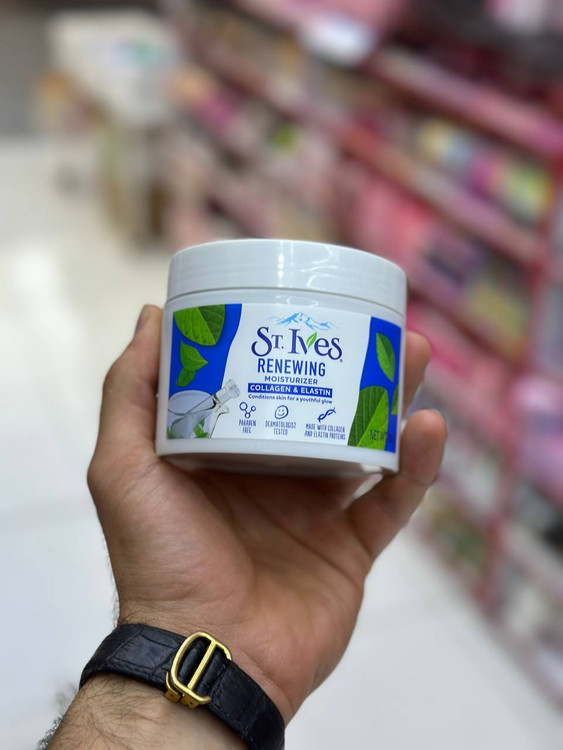 ST. Ives®
RENEWING
MOISTURIZER
COLLAGEN & ELASTIN
Conditions skin for a youthful glow
PARABEN
FREE
DERMATOLOGIST
TESTED
MADE WITH COLLAGEN
AND ELASTIN PROTEINS
NET